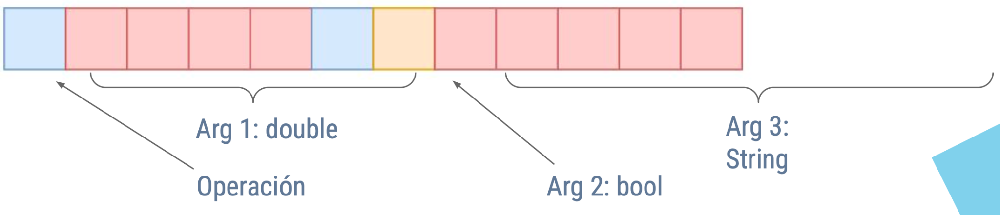 Arg 1: double
Operación
Arg 2: bool
Arg 3:
String